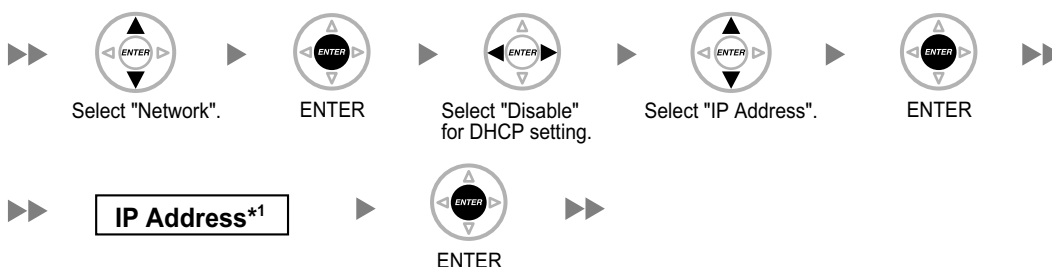 ENTER ENTER ENTER ENTER ENTER
Select "Network". ENTER Select "Disable" Select "IP Address". ENTER
for DHCP setting.
IP Address*1 ENTER
ENTER